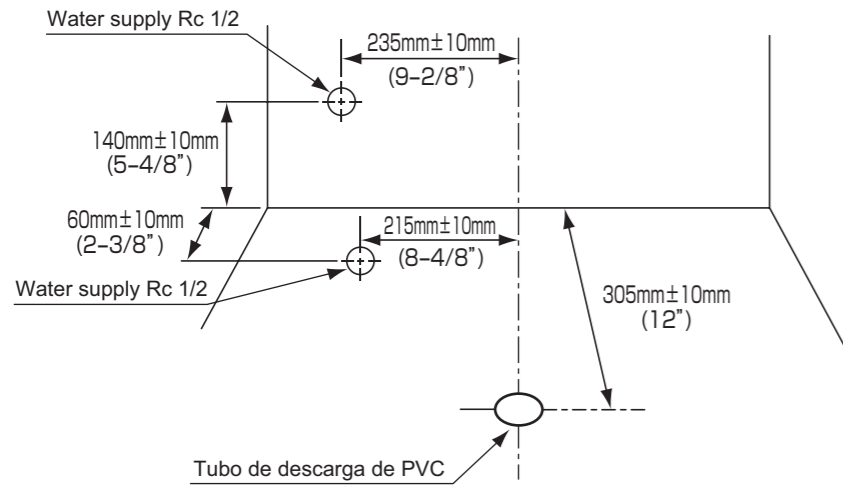 Water supply Rc 1/2
235mm±10mm
(9-2/8")
140mm±10mm
(5-4/8")
60mm±10mm
(2-3/8")
215mm±10mm
(8-4/8")
Water supply Rc 1/2
305mm±10mm
(12")
Tubo de descarga de PVC